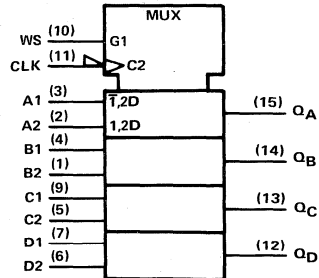 MUX
WS (10) G1
CLK (11) C2
A1 (3) 1̅,2D
A2 (2) 1,2D
B1 (4)
B2 (1)
C1 (9)
C2 (5)
D1 (7)
D2 (6)
(15) QA
(14) QB
(13) QC
(12) QD